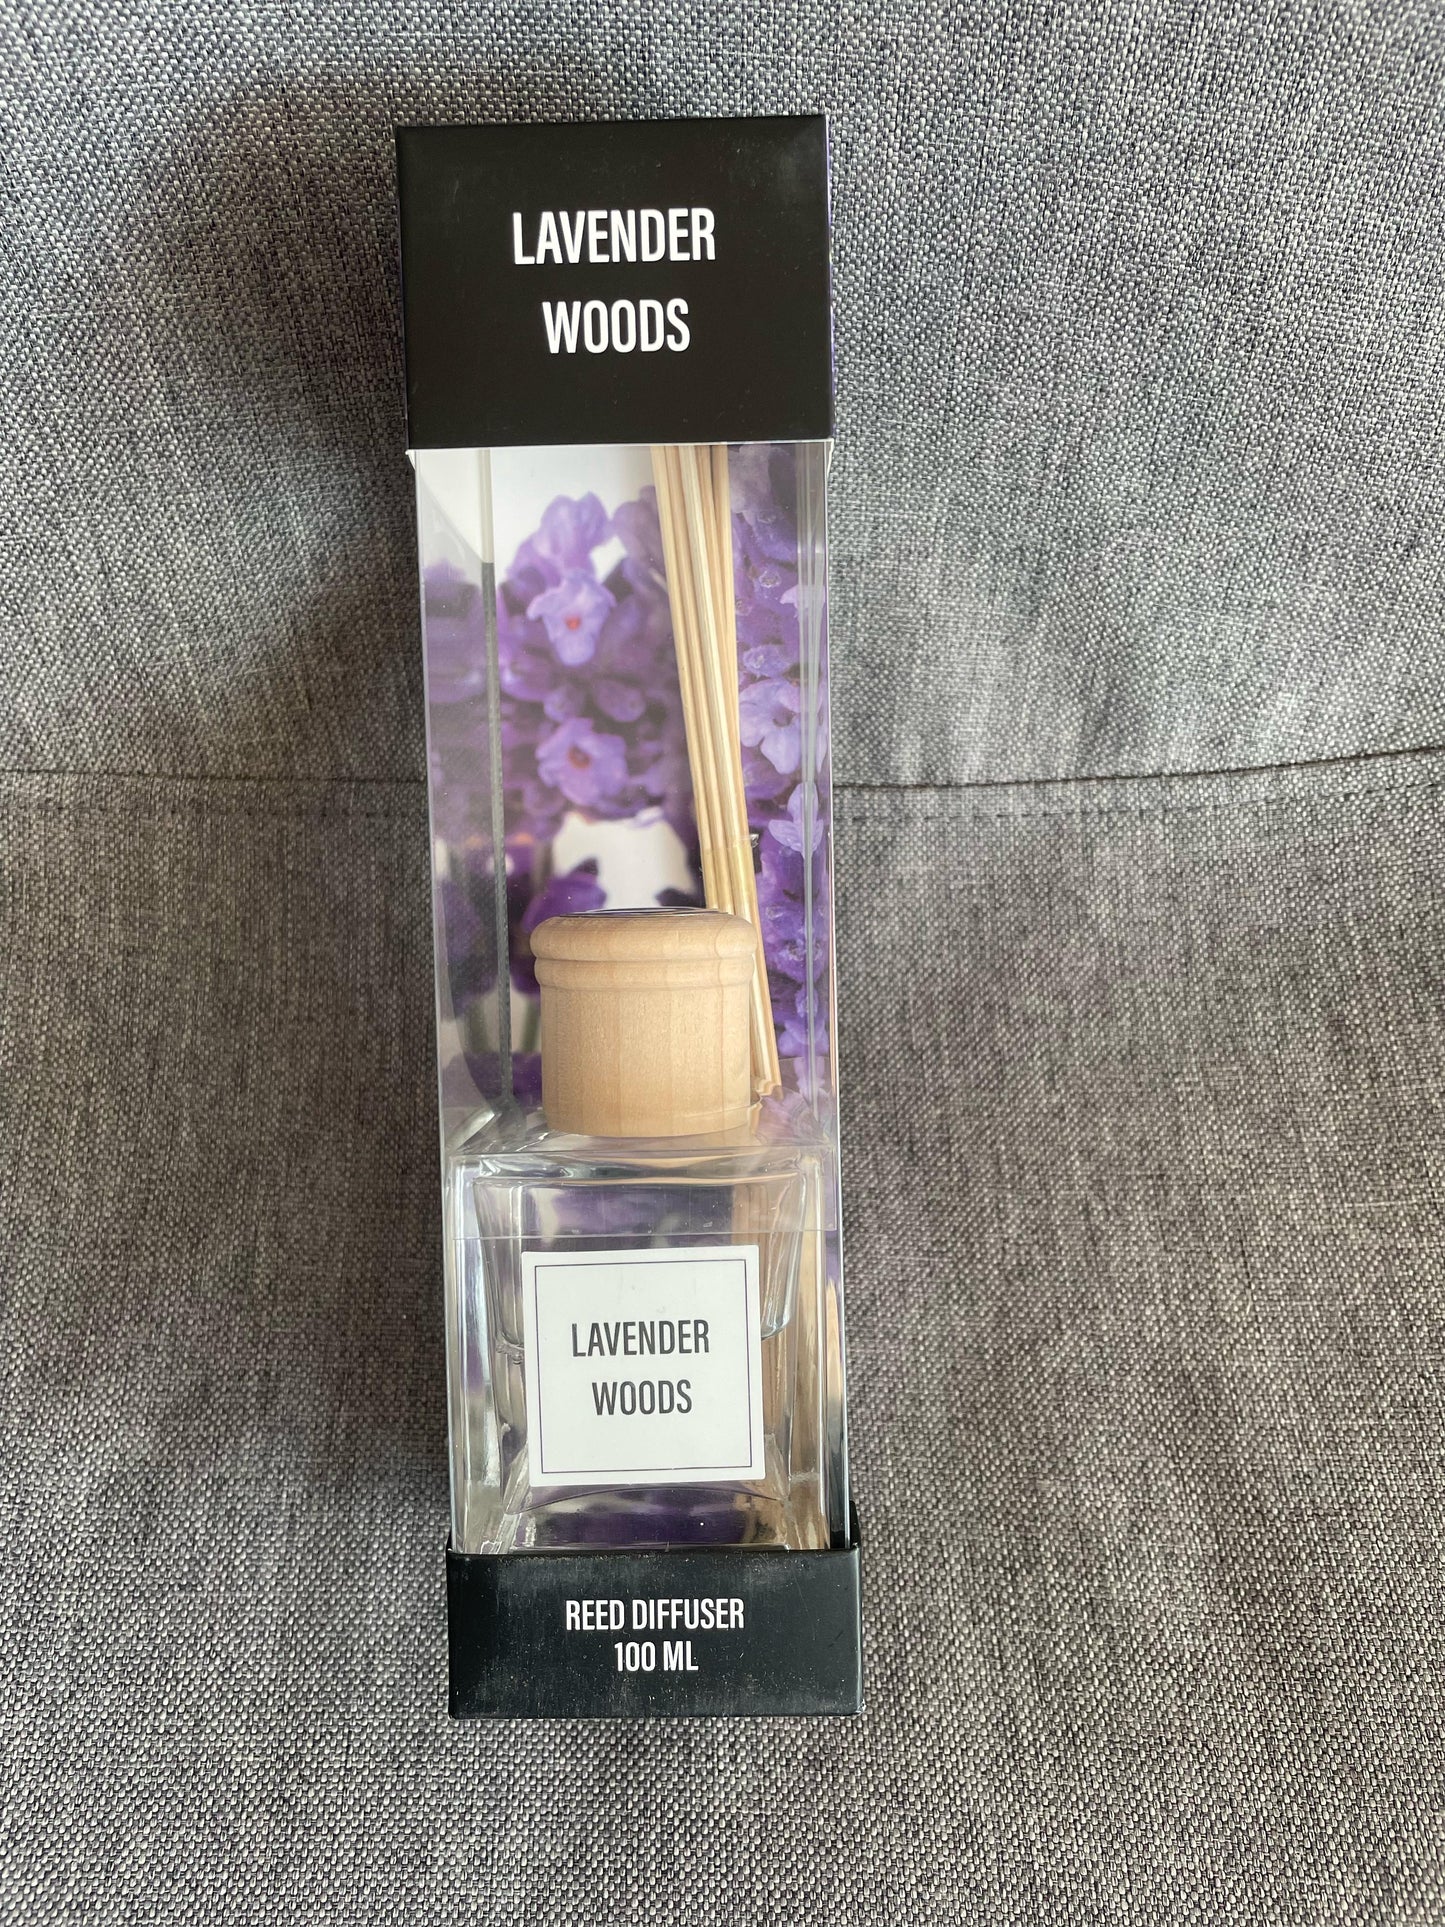 LAVENDER
WOODS
LAVENDER
WOODS
REED DIFFUSER
100 ML